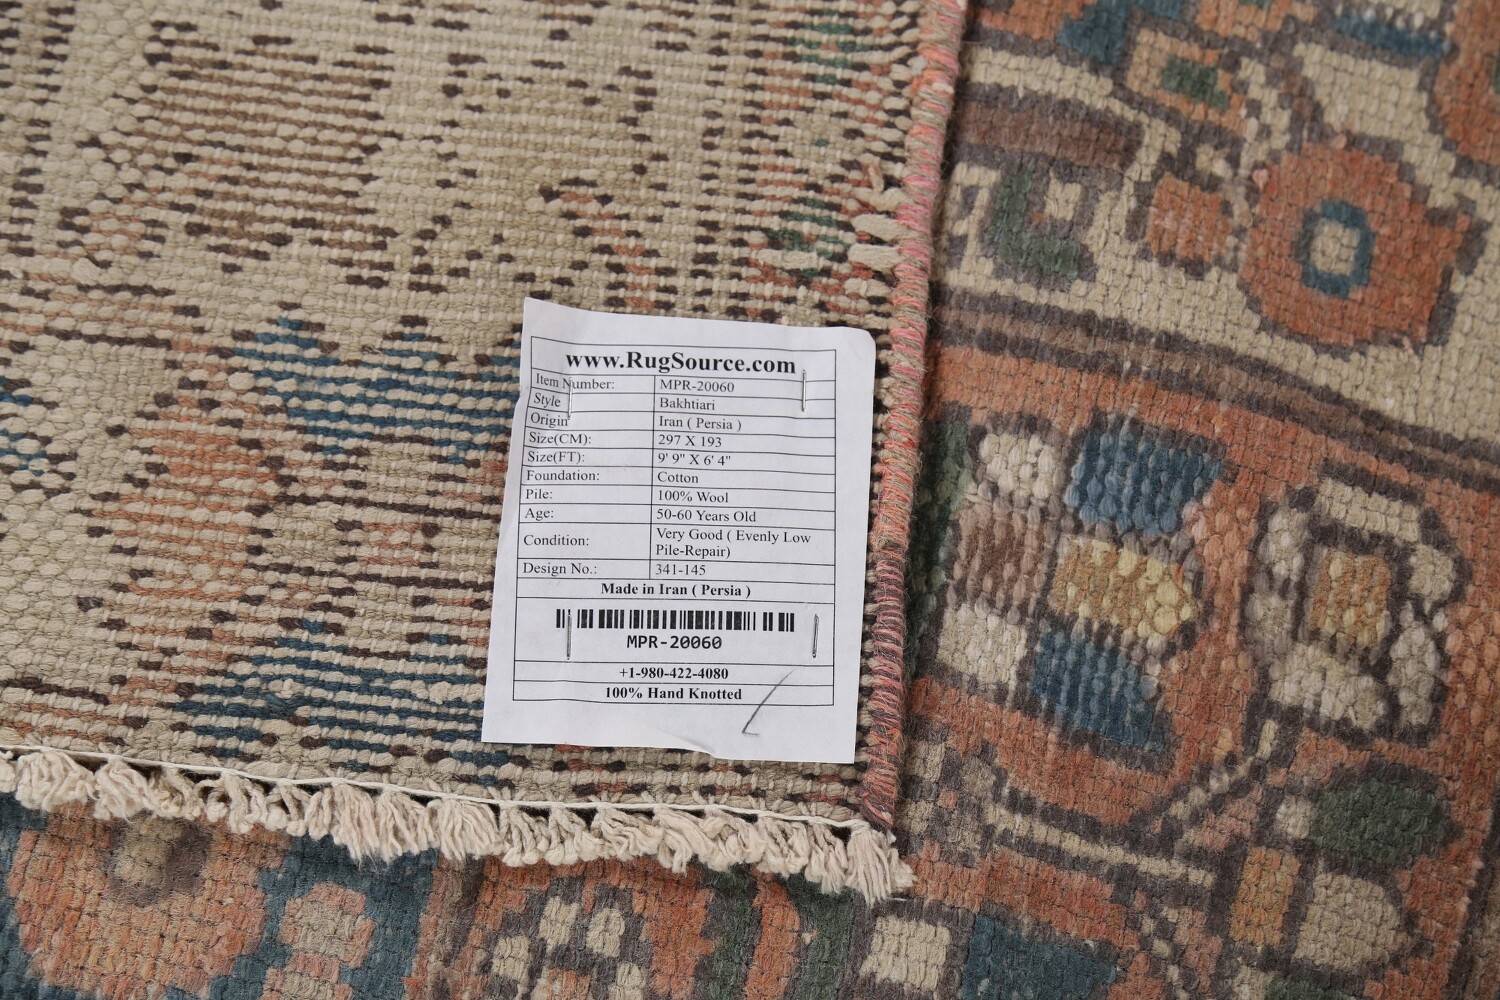 www.RugSource.com
Item Number: MPR-20060
Style Bakhtiari
Origin Iran ( Persia )
Size(CM): 297 X 193
Size(FT): 9' 9" X 6' 4"
Foundation: Cotton
Pile: 100% Wool
Age: 50-60 Years Old
Condition: Very Good ( Evenly Low
Pile-Repair)
Design No.: 341-145
Made in Iran ( Persia )
MPR-20060
+1-980-422-4080
100% Hand Knotted